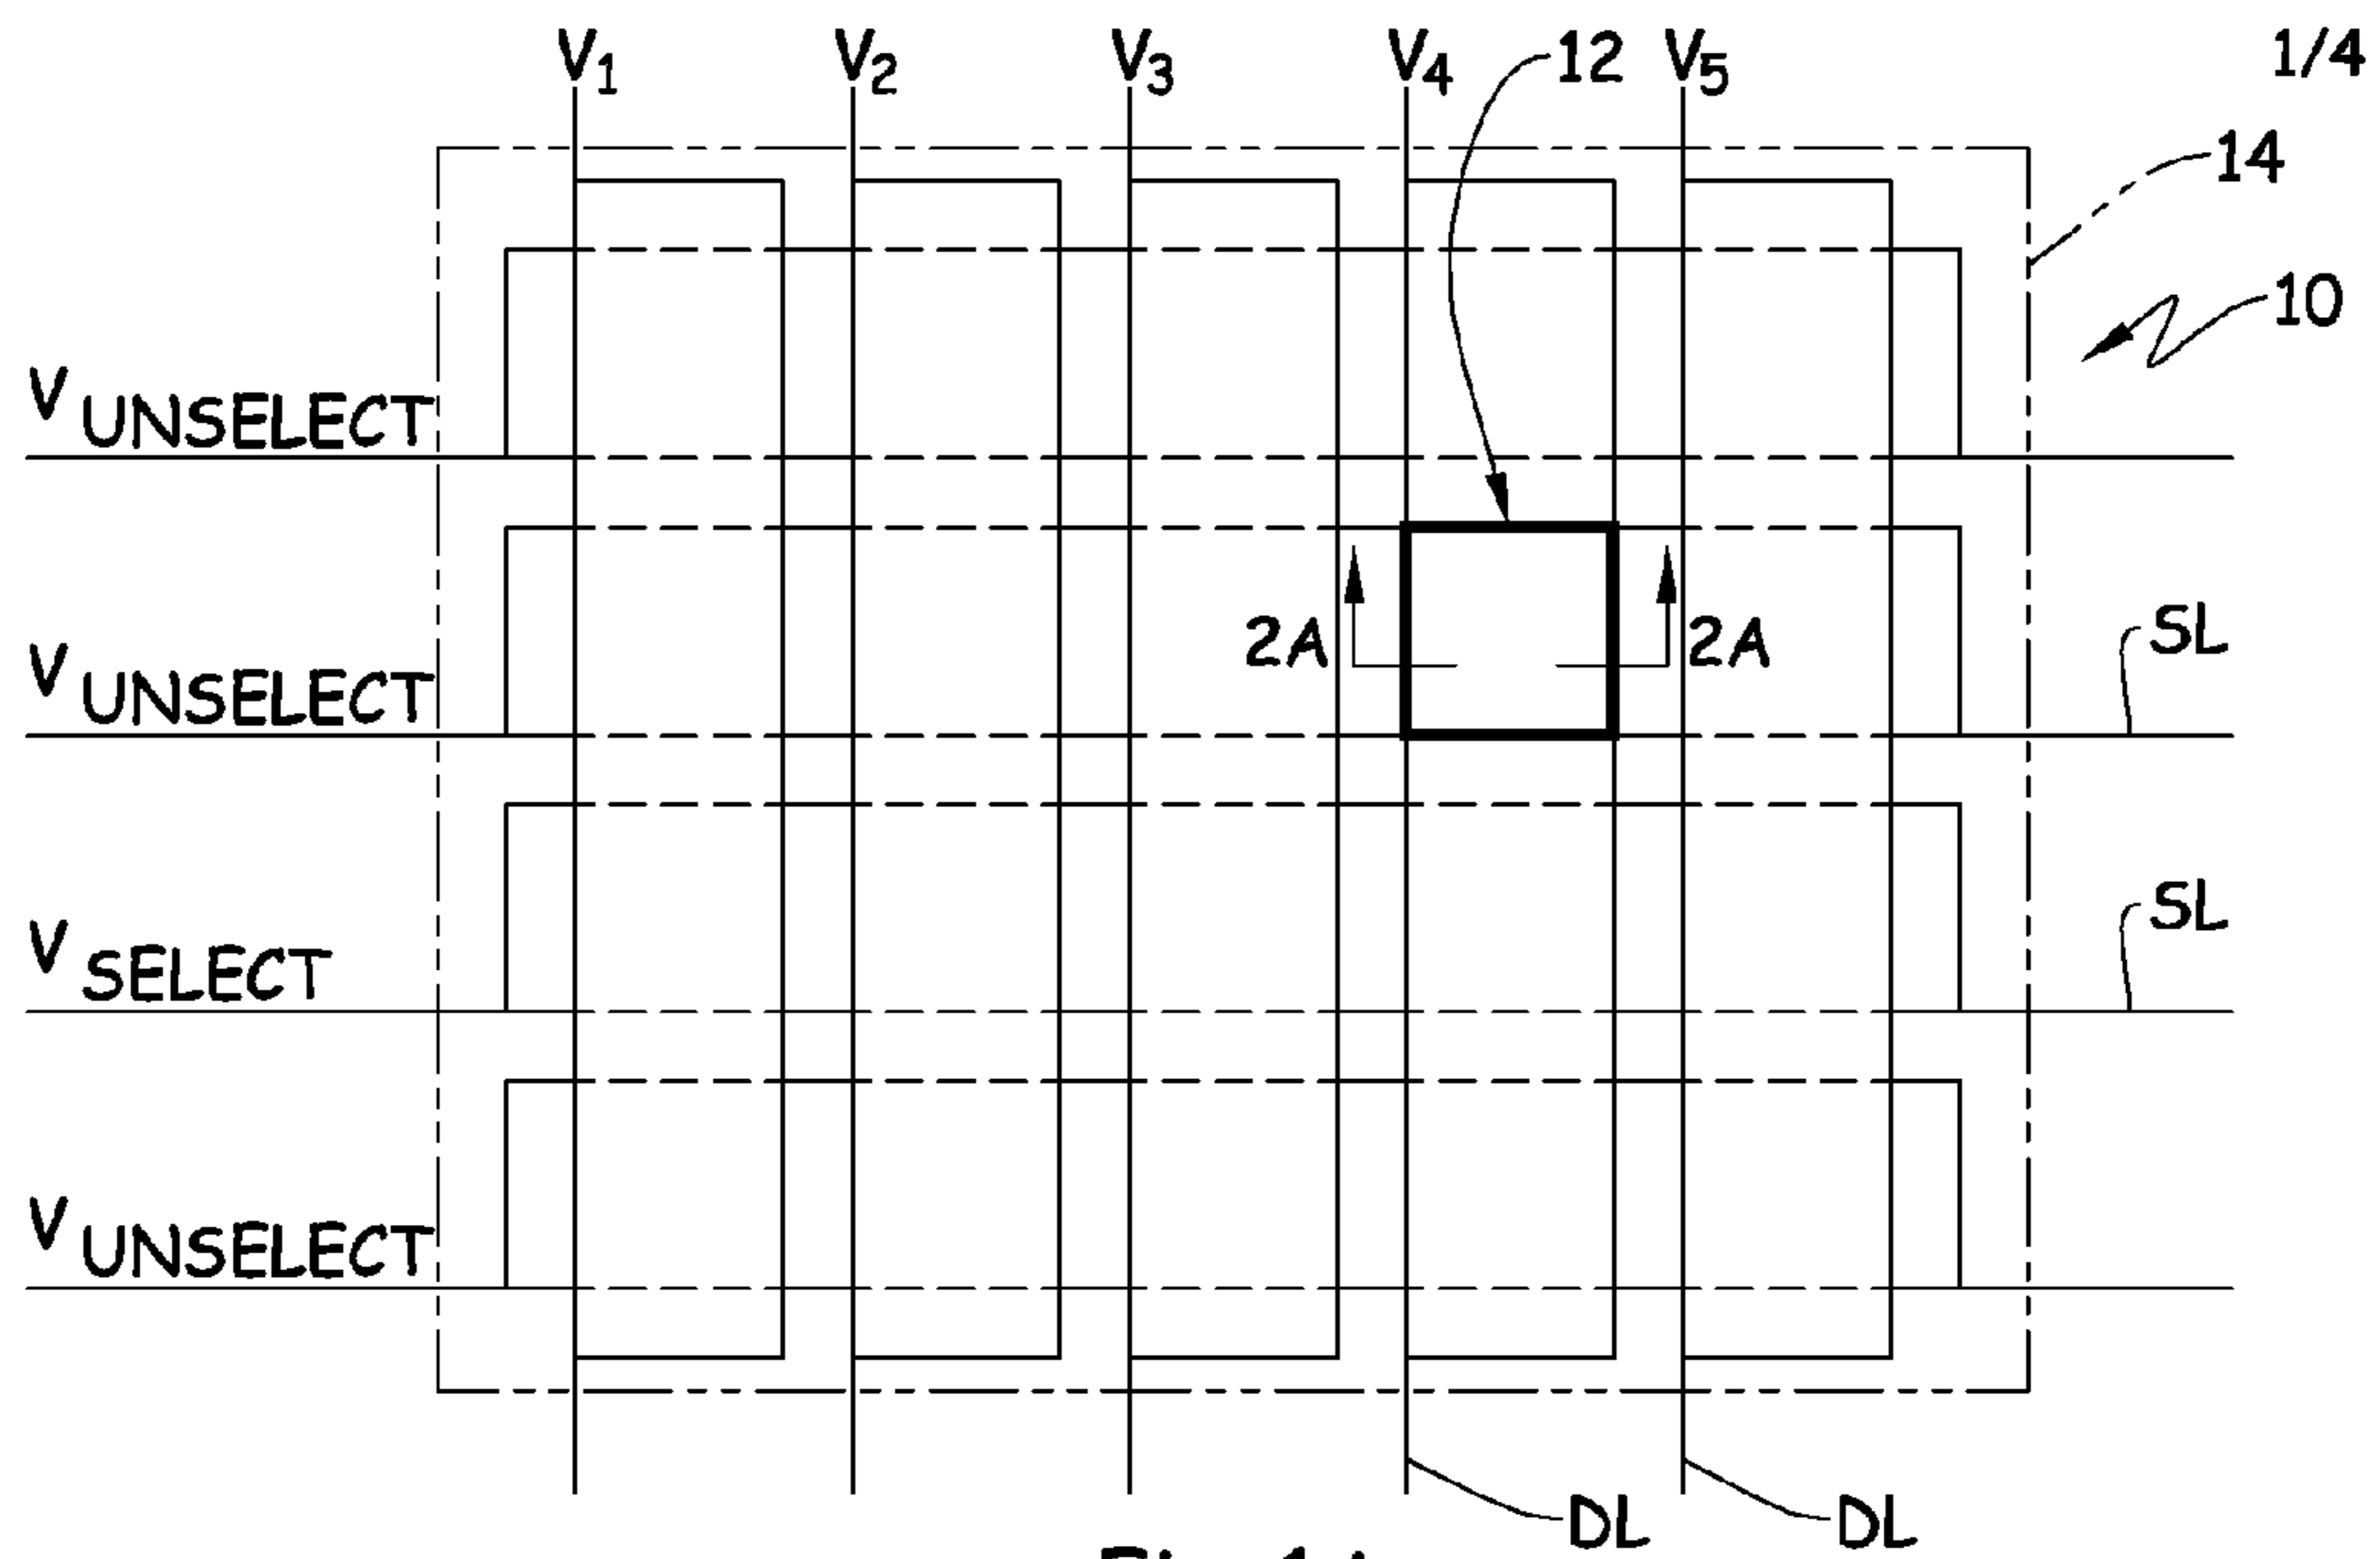 V1 V2 V3 V4 12 V5 1/4
14
10
VUNSELECT
VUNSELECT
2A 2A SL
VSELECT
SL
VUNSELECT
DL DL